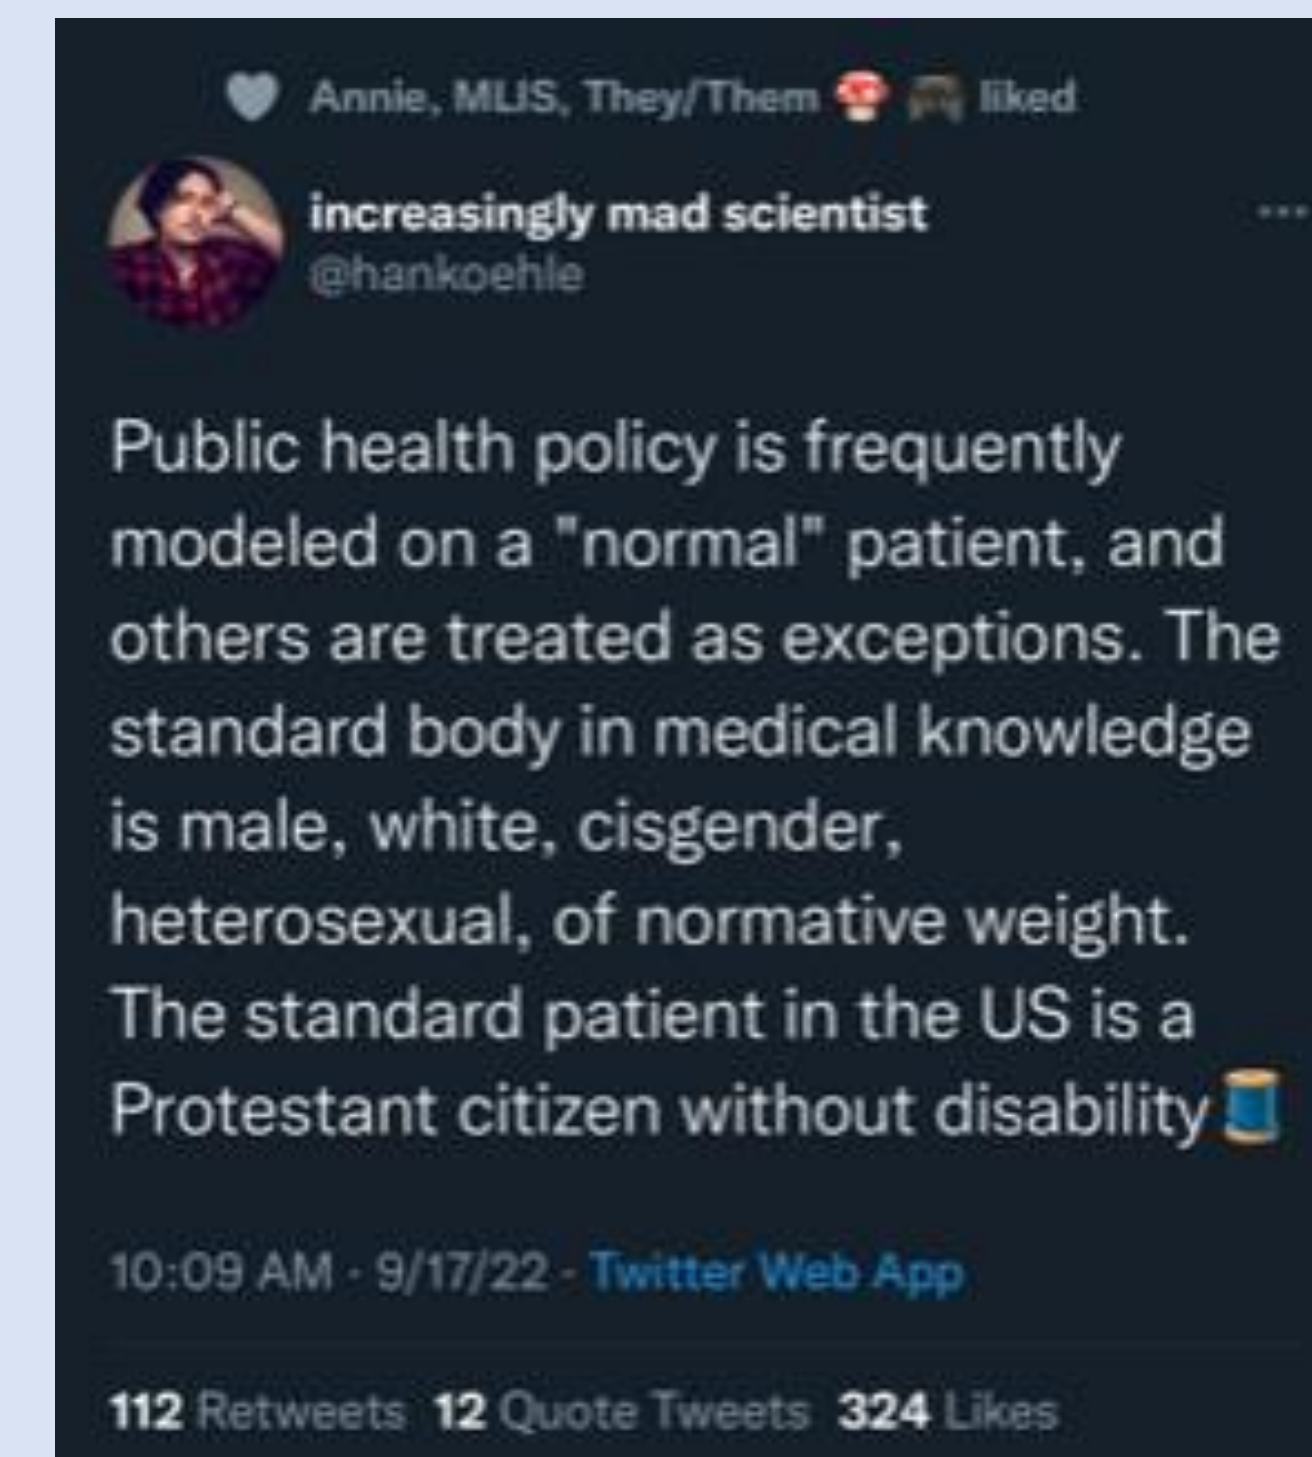 Annie, MLIS, They/Them 🍄 liked
increasingly mad scientist
@hankoehle
Public health policy is frequently
modeled on a "normal" patient, and
others are treated as exceptions. The
standard body in medical knowledge
is male, white, cisgender,
heterosexual, of normative weight.
The standard patient in the US is a
Protestant citizen without disability🧵
10:09 AM · 9/17/22 · Twitter Web App
112 Retweets 12 Quote Tweets 324 Likes